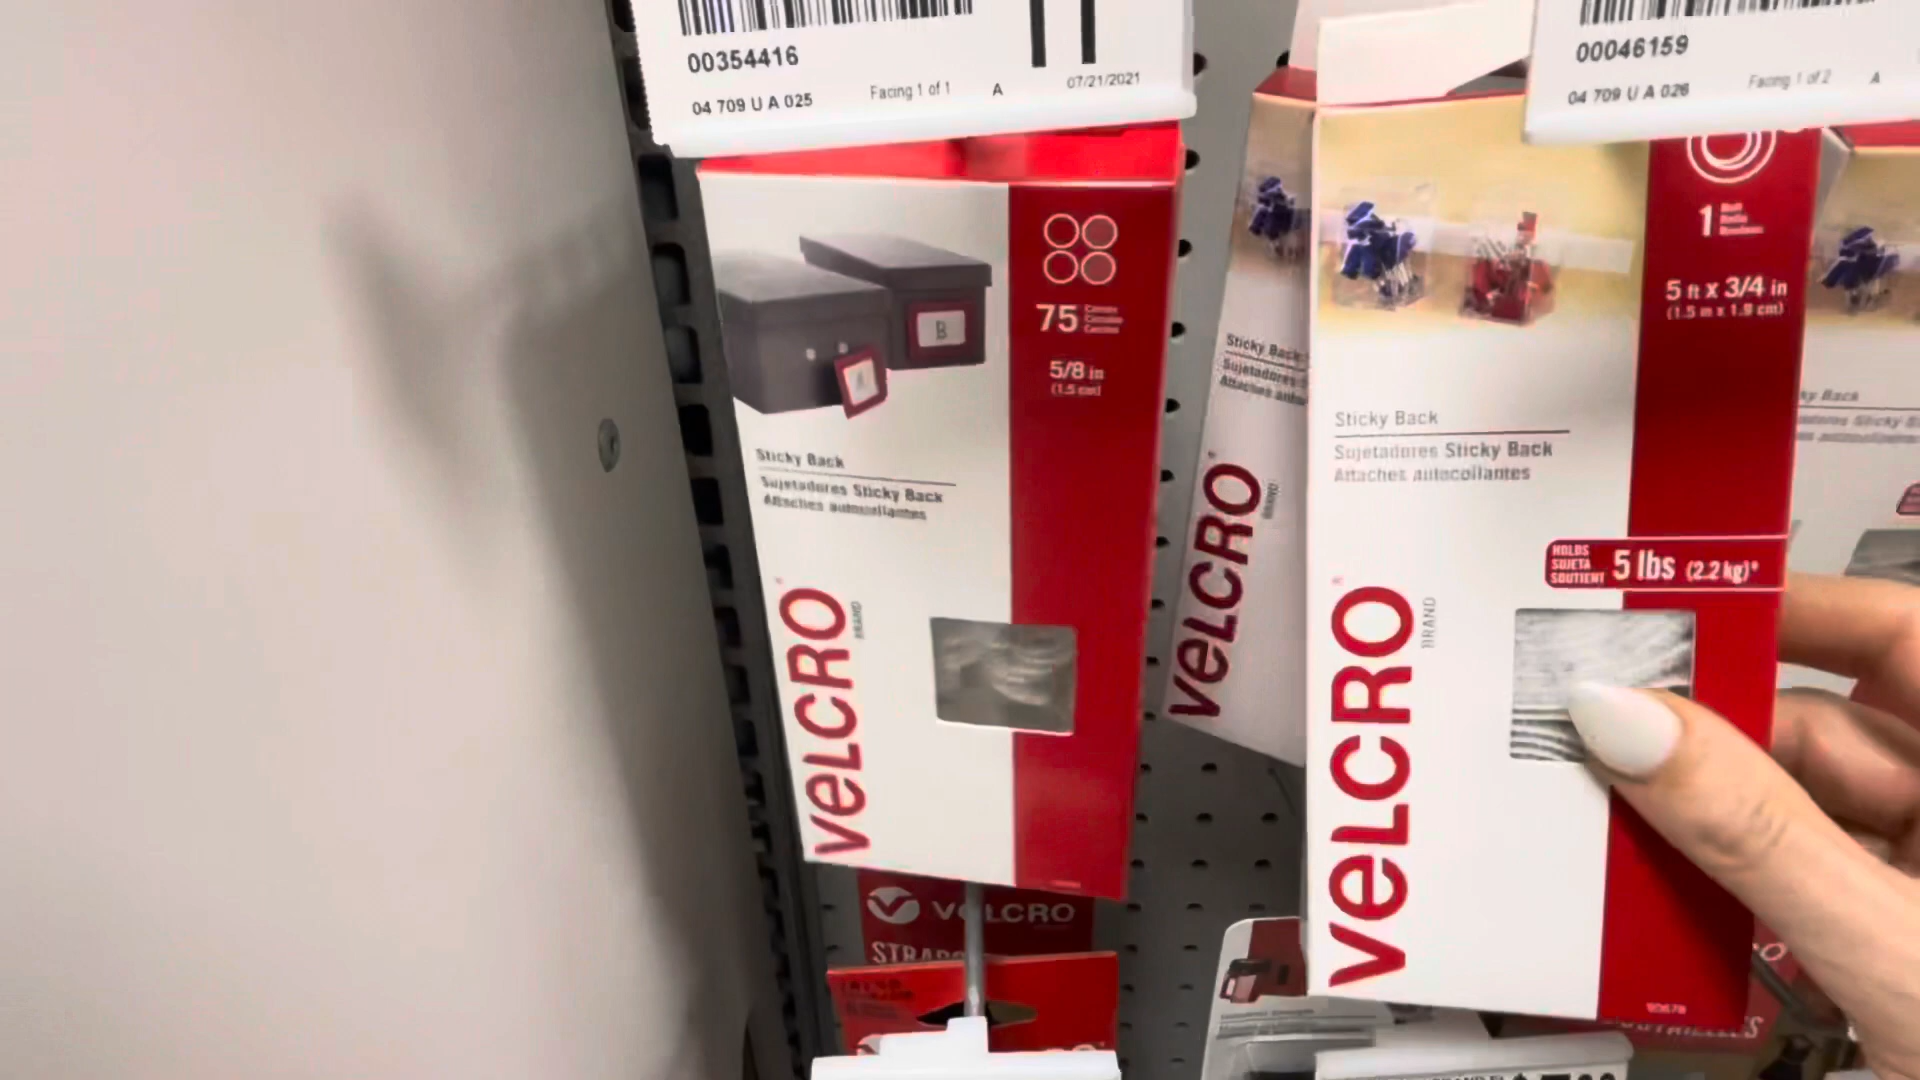 00354416
04 709 U A 025
Facing 1 of 1
A
07/21/2021
75
5/8 in
(1.5 cm)
B
A
Sticky Back
Sujetadores Sticky Back
Attaches autocollantes
VELCRO
BRAND
VELCRO
Sticky Back
VELCRO
BRAND
00046159
04 709 U A 026
Facing 1 of 2
A
1
5 ft x 3/4 in
(1.5 m x 1.9 cm)
Sticky Back
Sujetadores Sticky Back
Attaches autocollantes
HOLDS
SUJETA
SOUTIENT
5 lbs (2.2 kg)*
VELCRO
BRAND